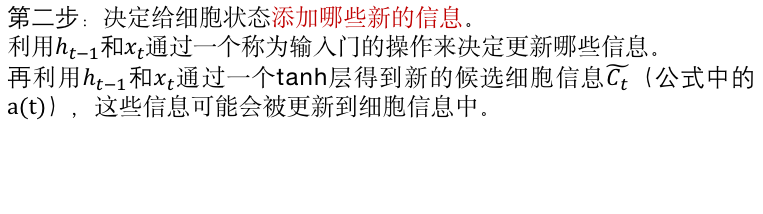 第二步：决定给细胞状态添加哪些新的信息。
利用h_{t−1}和x_t通过一个称为输入门的操作来决定更新哪些信息。
再利用h_{t−1}和x_t通过一个tanh层得到新的候选细胞信息\widetilde{C_t}（公式中的
a(t)），这些信息可能会被更新到细胞信息中。